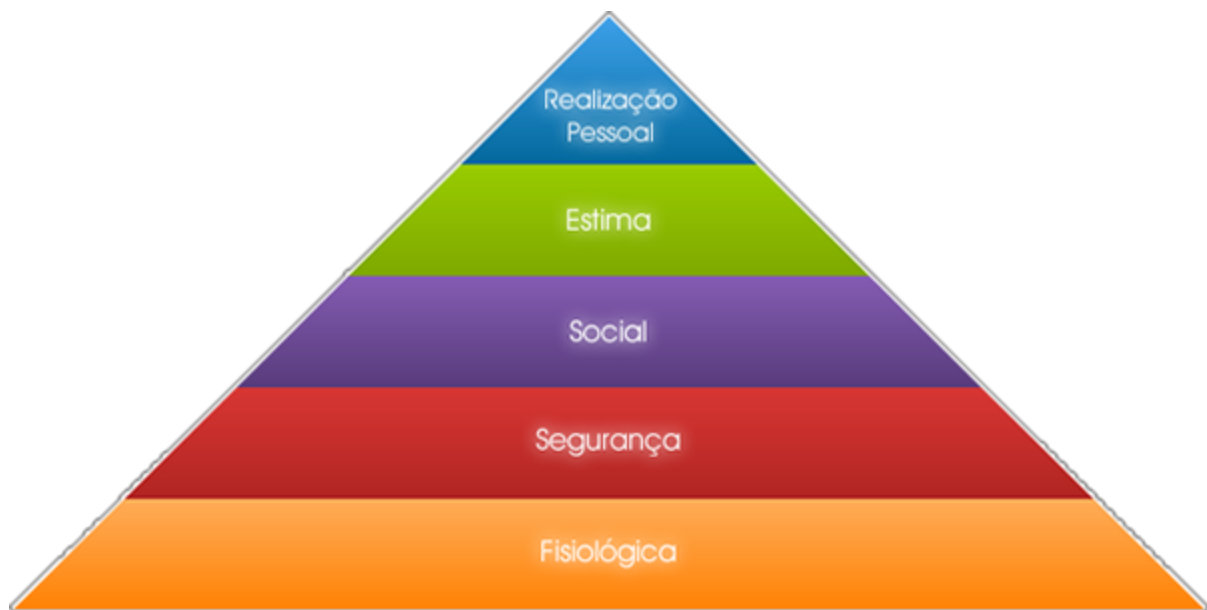 Realização
Pessoal
Estima
Social
Segurança
Fisiológica